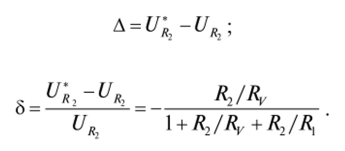 Δ = U*_{R_2} − U_{R_2} ;
δ = (U*_{R_2} − U_{R_2}) / U_{R_2} = − (R_2/R_V) / (1 + R_2/R_V + R_2/R_1) .